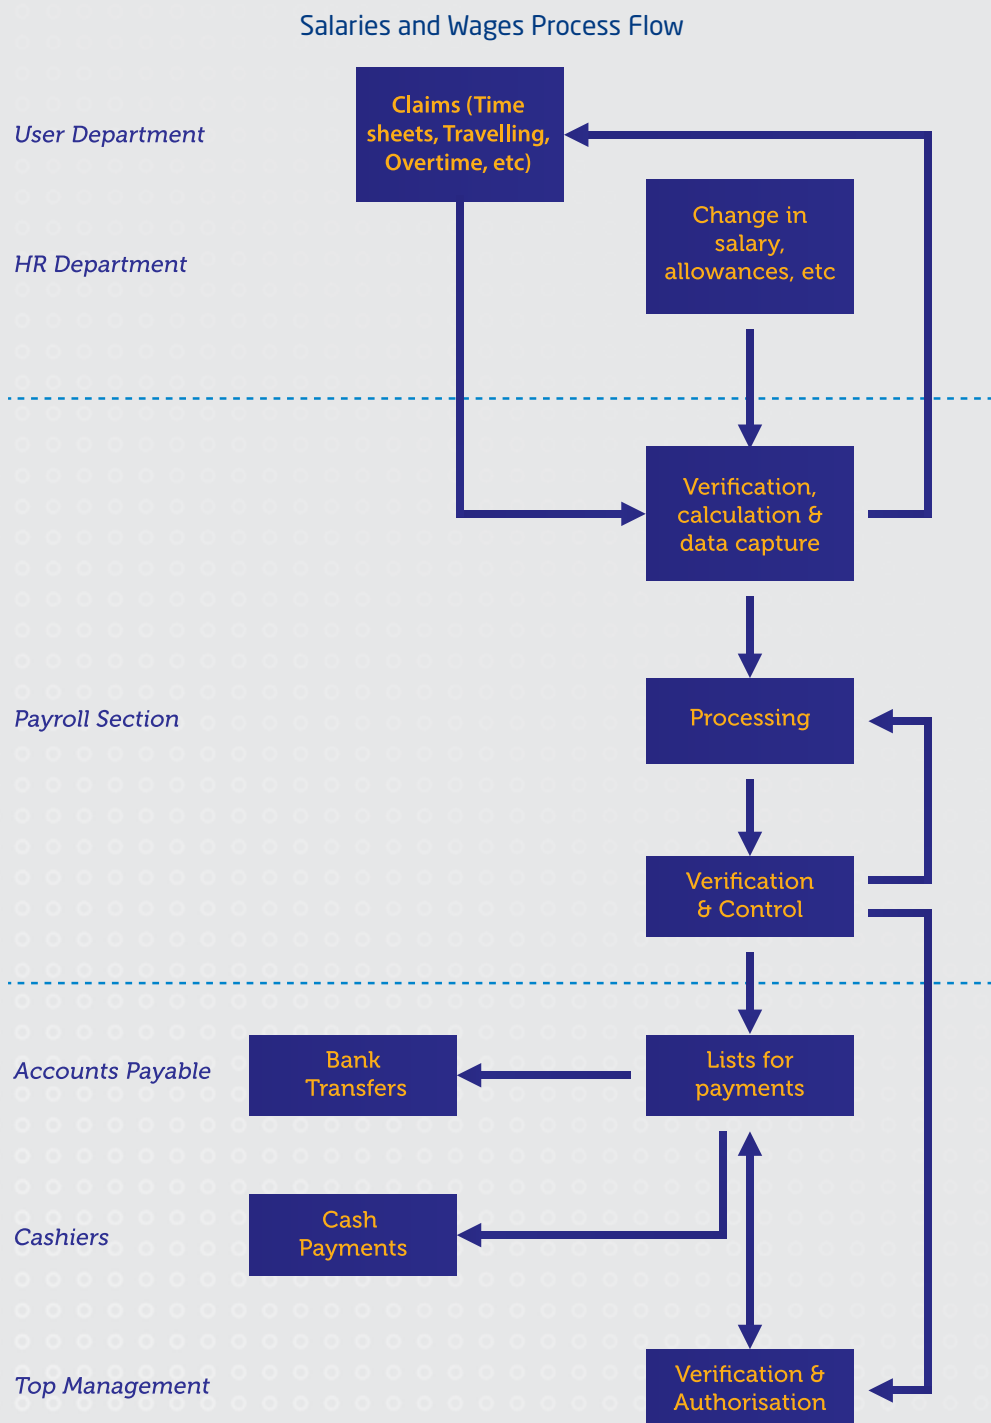 Salaries and Wages Process Flow
User Department
Claims (Time
sheets, Travelling,
Overtime, etc)
HR Department
Change in
salary,
allowances, etc
Verification,
calculation &
data capture
Payroll Section
Processing
Verification
& Control
Accounts Payable
Bank
Transfers
Lists for
payments
Cashiers
Cash
Payments
Top Management
Verification &
Authorisation